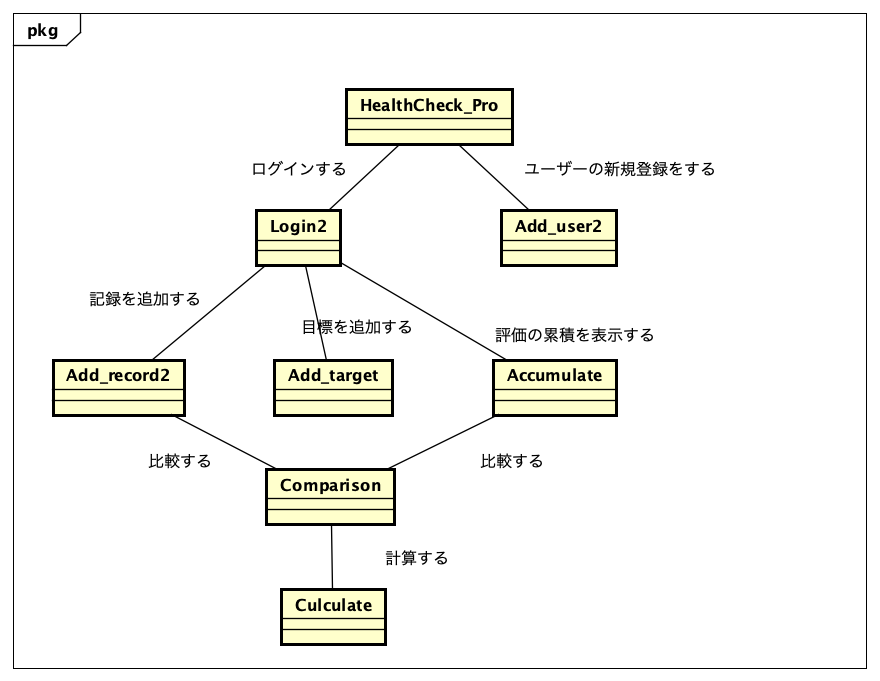 pkg
HealthCheck_Pro
ログインする
ユーザーの新規登録をする
Login2
Add_user2
記録を追加する
目標を追加する
評価の累積を表示する
Add_record2
Add_target
Accumulate
比較する
比較する
Comparison
計算する
Culculate